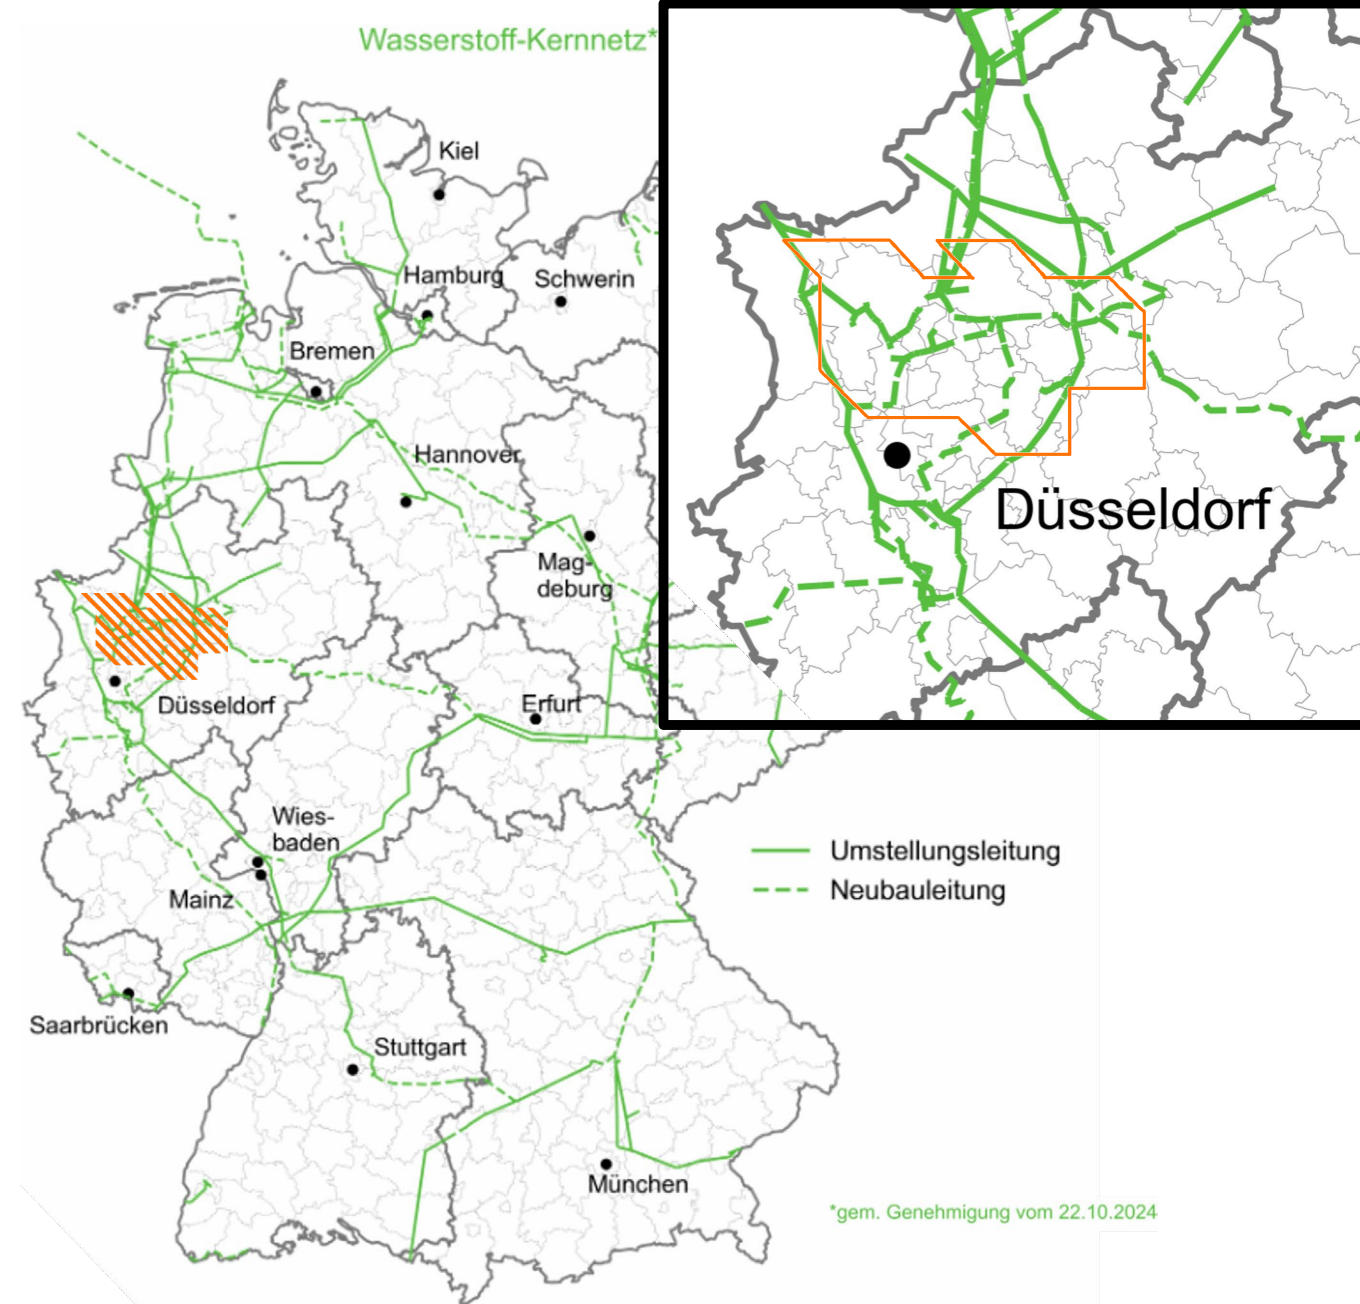 Wasserstoff-Kernnetz*
Kiel
Hamburg
Schwerin
Bremen
Hannover
Mag-
deburg
Düsseldorf
Düsseldorf
Erfurt
Wies-
baden
Mainz
Umstellungsleitung
Neubauleitung
Saarbrücken
Stuttgart
München
*gem. Genehmigung vom 22.10.2024